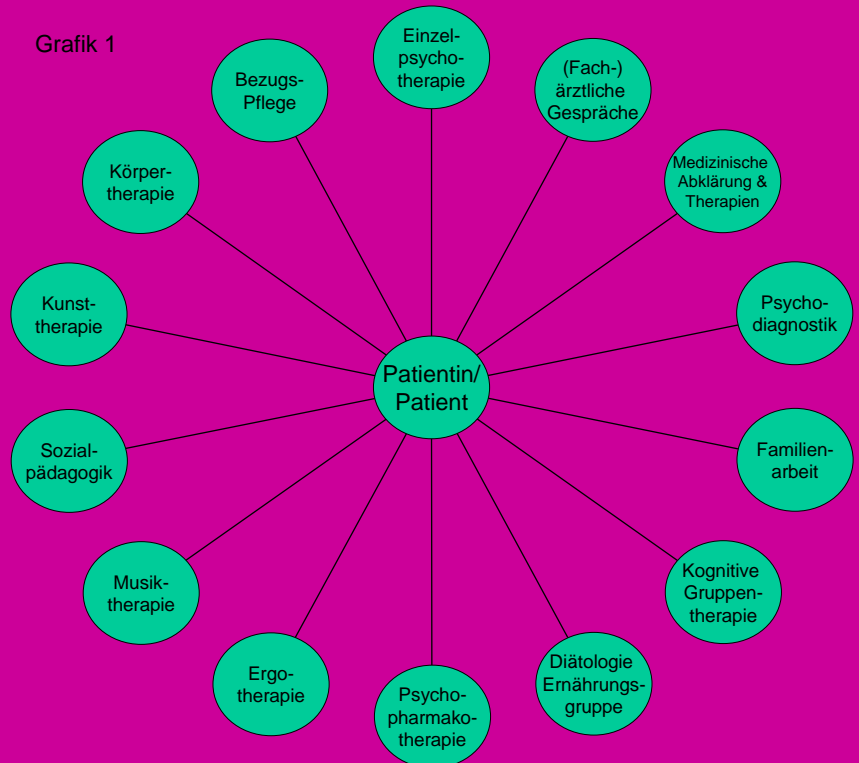 Grafik 1
Einzel-
psycho-
therapie
(Fach-)
ärztliche
Gespräche
Medizinische
Abklärung &
Therapien
Psycho-
diagnostik
Familien-
arbeit
Kognitive
Gruppen-
therapie
Diätologie
Ernährungs-
gruppe
Psycho-
pharmako-
therapie
Ergo-
therapie
Musik-
therapie
Sozial-
pädagogik
Kunst-
therapie
Körper-
therapie
Bezugs-
Pflege
Patientin/
Patient